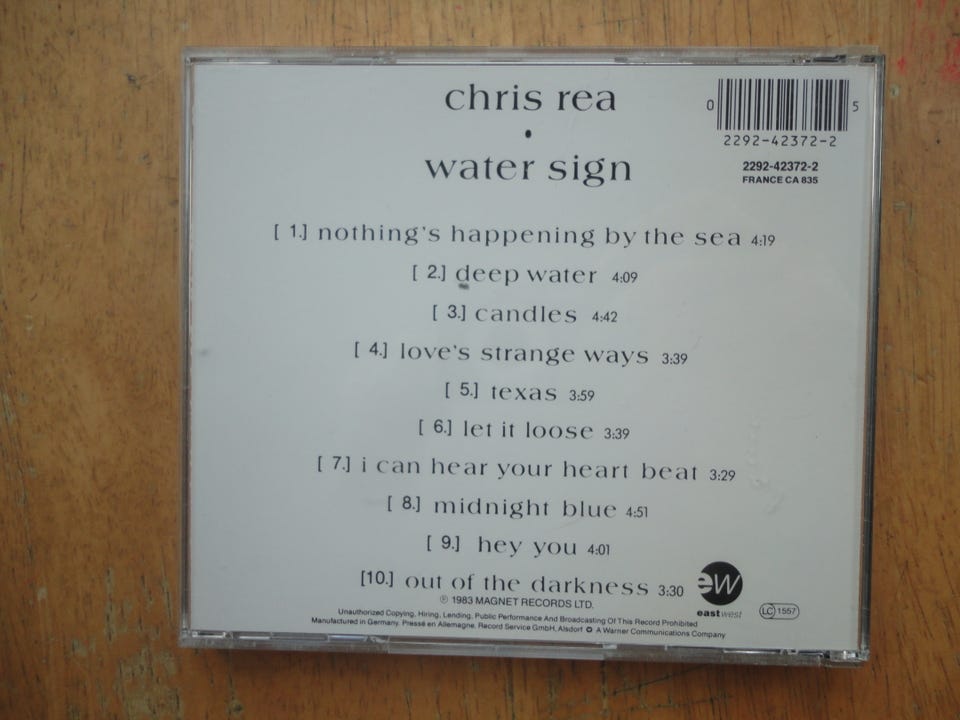 chris rea
•
water sign
0 5
2292-42372-2
2292-42372-2
FRANCE CA 835
[ 1.] nothing's happening by the sea 4:19
[ 2.] deep water 4:09
[ 3.] candles 4:42
[ 4.] love's strange ways 3:39
[ 5.] texas 3:59
[ 6.] let it loose 3:39
[ 7.] i can hear your heart beat 3:29
[ 8.] midnight blue 4:51
[ 9.] hey you 4:01
[10.] out of the darkness 3:30
℗ 1983 MAGNET RECORDS LTD.
Unauthorized Copying, Hiring, Lending, Public Performance And Broadcasting Of This Record Prohibited
Manufactured in Germany. Pressé en Allemagne. Record Service GmbH, Alsdorf A Warner Communications Company
ew
eastwest
LC 1557